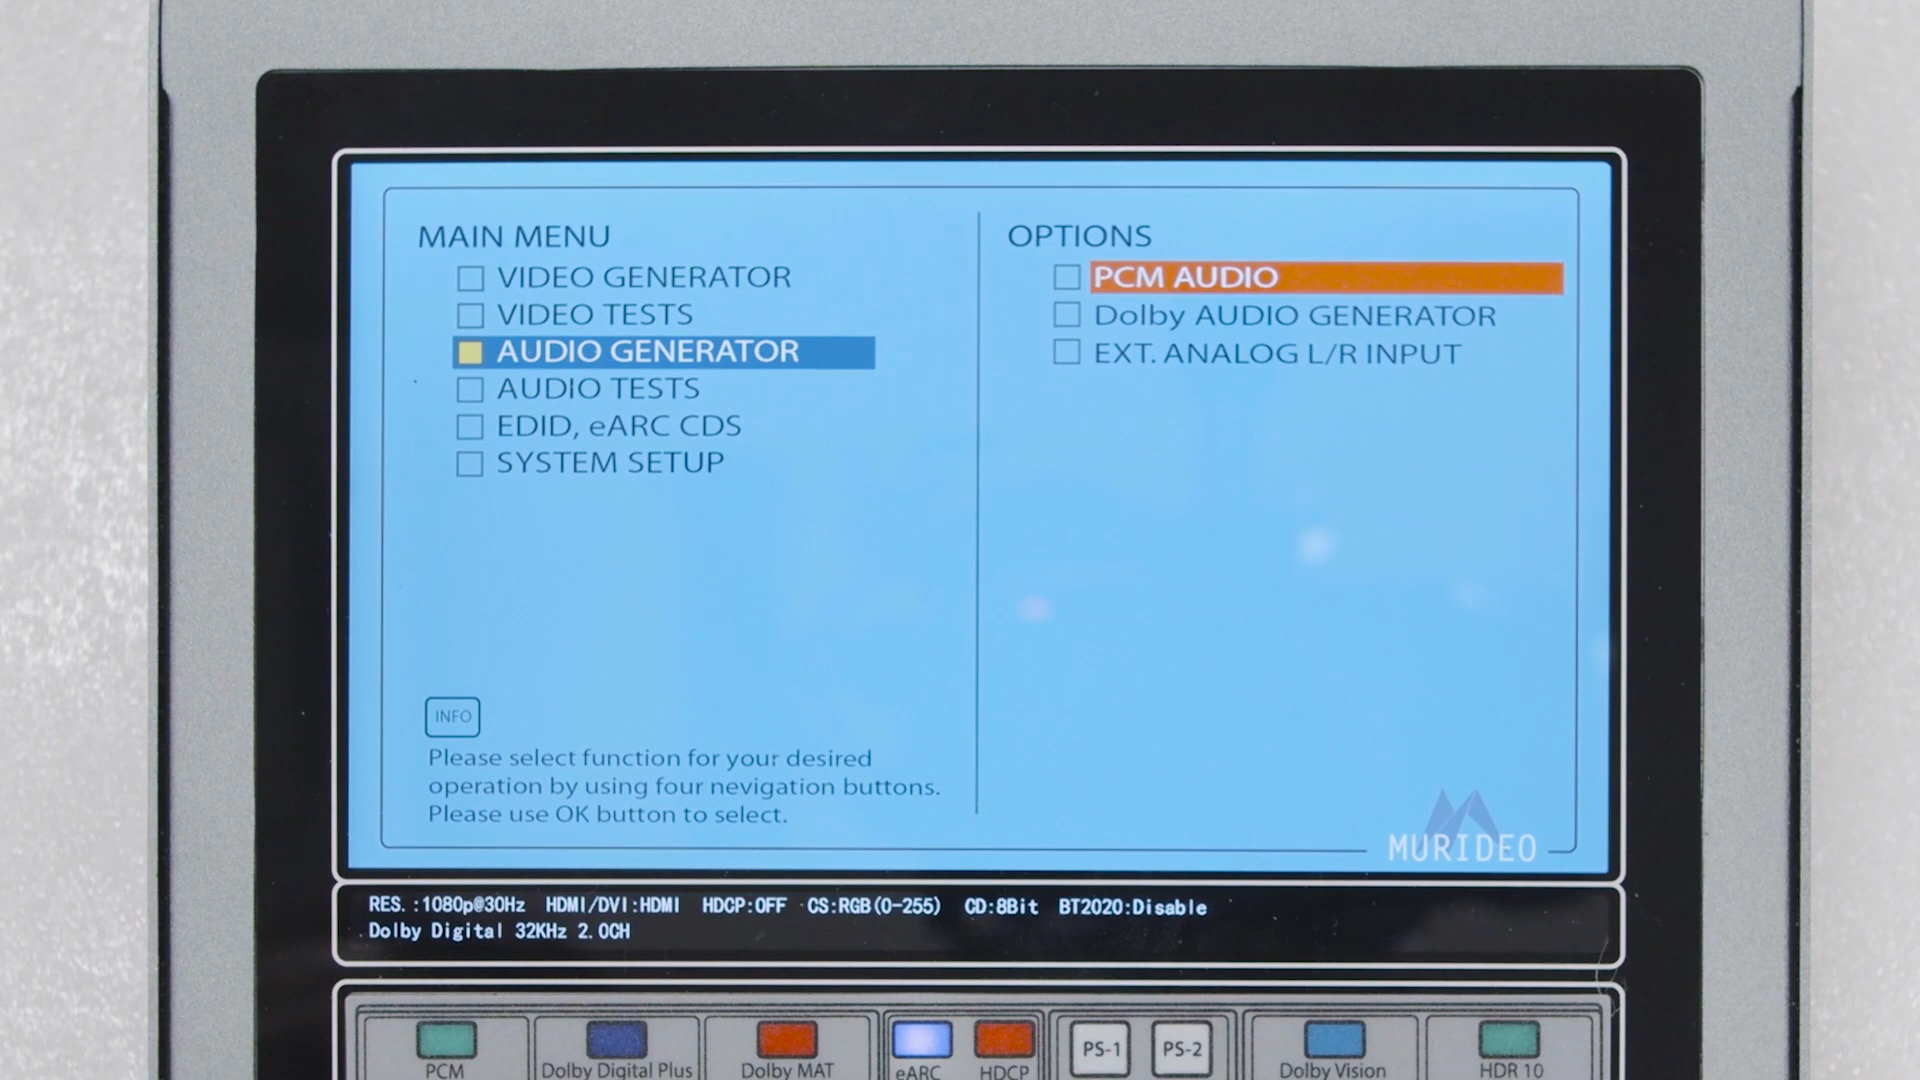 MAIN MENU
VIDEO GENERATOR
VIDEO TESTS
AUDIO GENERATOR
AUDIO TESTS
EDID, eARC CDS
SYSTEM SETUP
OPTIONS
PCM AUDIO
Dolby AUDIO GENERATOR
EXT. ANALOG L/R INPUT
INFO
Please select function for your desired
operation by using four nevigation buttons.
Please use OK button to select.
MURIDEO
RES.:1080p@30Hz HDMI/DVI:HDMI HDCP:OFF CS:RGB(0-255) CD:8Bit BT2020:Disable
Dolby Digital 32KHz 2.0CH
PCM
Dolby Digital Plus
Dolby MAT
eARC
HDCP
PS-1
PS-2
Dolby Vision
HDR 10